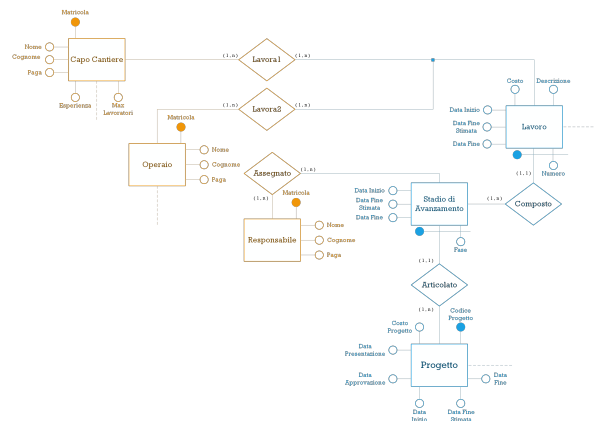 Matricola
Nome
Cognome
Paga
Capo Cantiere
Esperienza
Max
Lavoratori
(1,n)
Lavora1
(1,n)
(1,n)
Lavora2
(1,n)
Costo
Descrizione
Data Inizio
Data Fine
Stimata
Data Fine
Lavoro
Numero
Matricola
Operaio
Nome
Cognome
Paga
Assegnato
(1,n)
(1,n)
Matricola
Responsabile
Nome
Cognome
Paga
Data Inizio
Data Fine
Stimata
Data Fine
Stadio di
Avanzamento
Fase
(1,n)
Composto
(1,1)
(1,1)
Articolato
(1,n)
Costo
Progetto
Codice
Progetto
Data
Presentazione
Data
Approvazione
Progetto
Data
Fine
Data
Inizio
Data Fine
Stimata